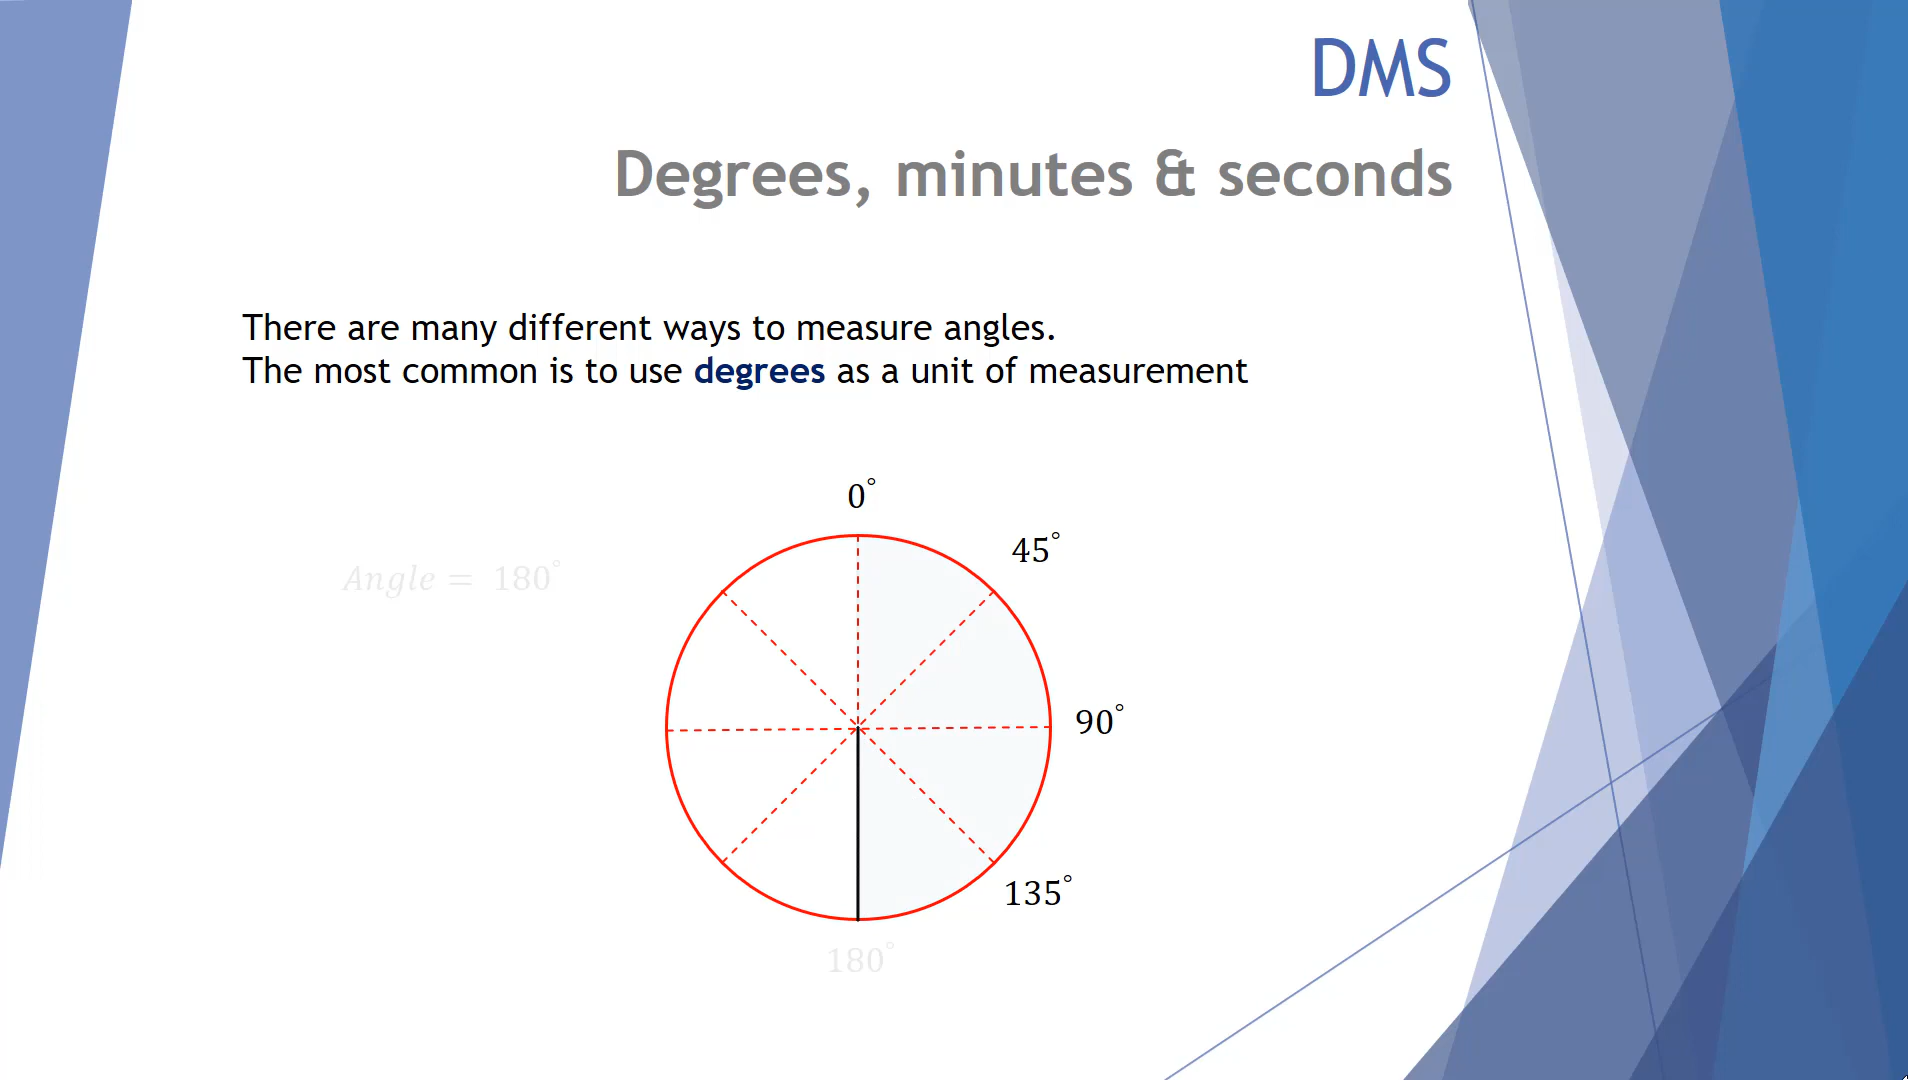 DMS
Degrees, minutes & seconds
There are many different ways to measure angles.
The most common is to use degrees as a unit of measurement
0°
45°
Angle = 180°
90°
135°
180°